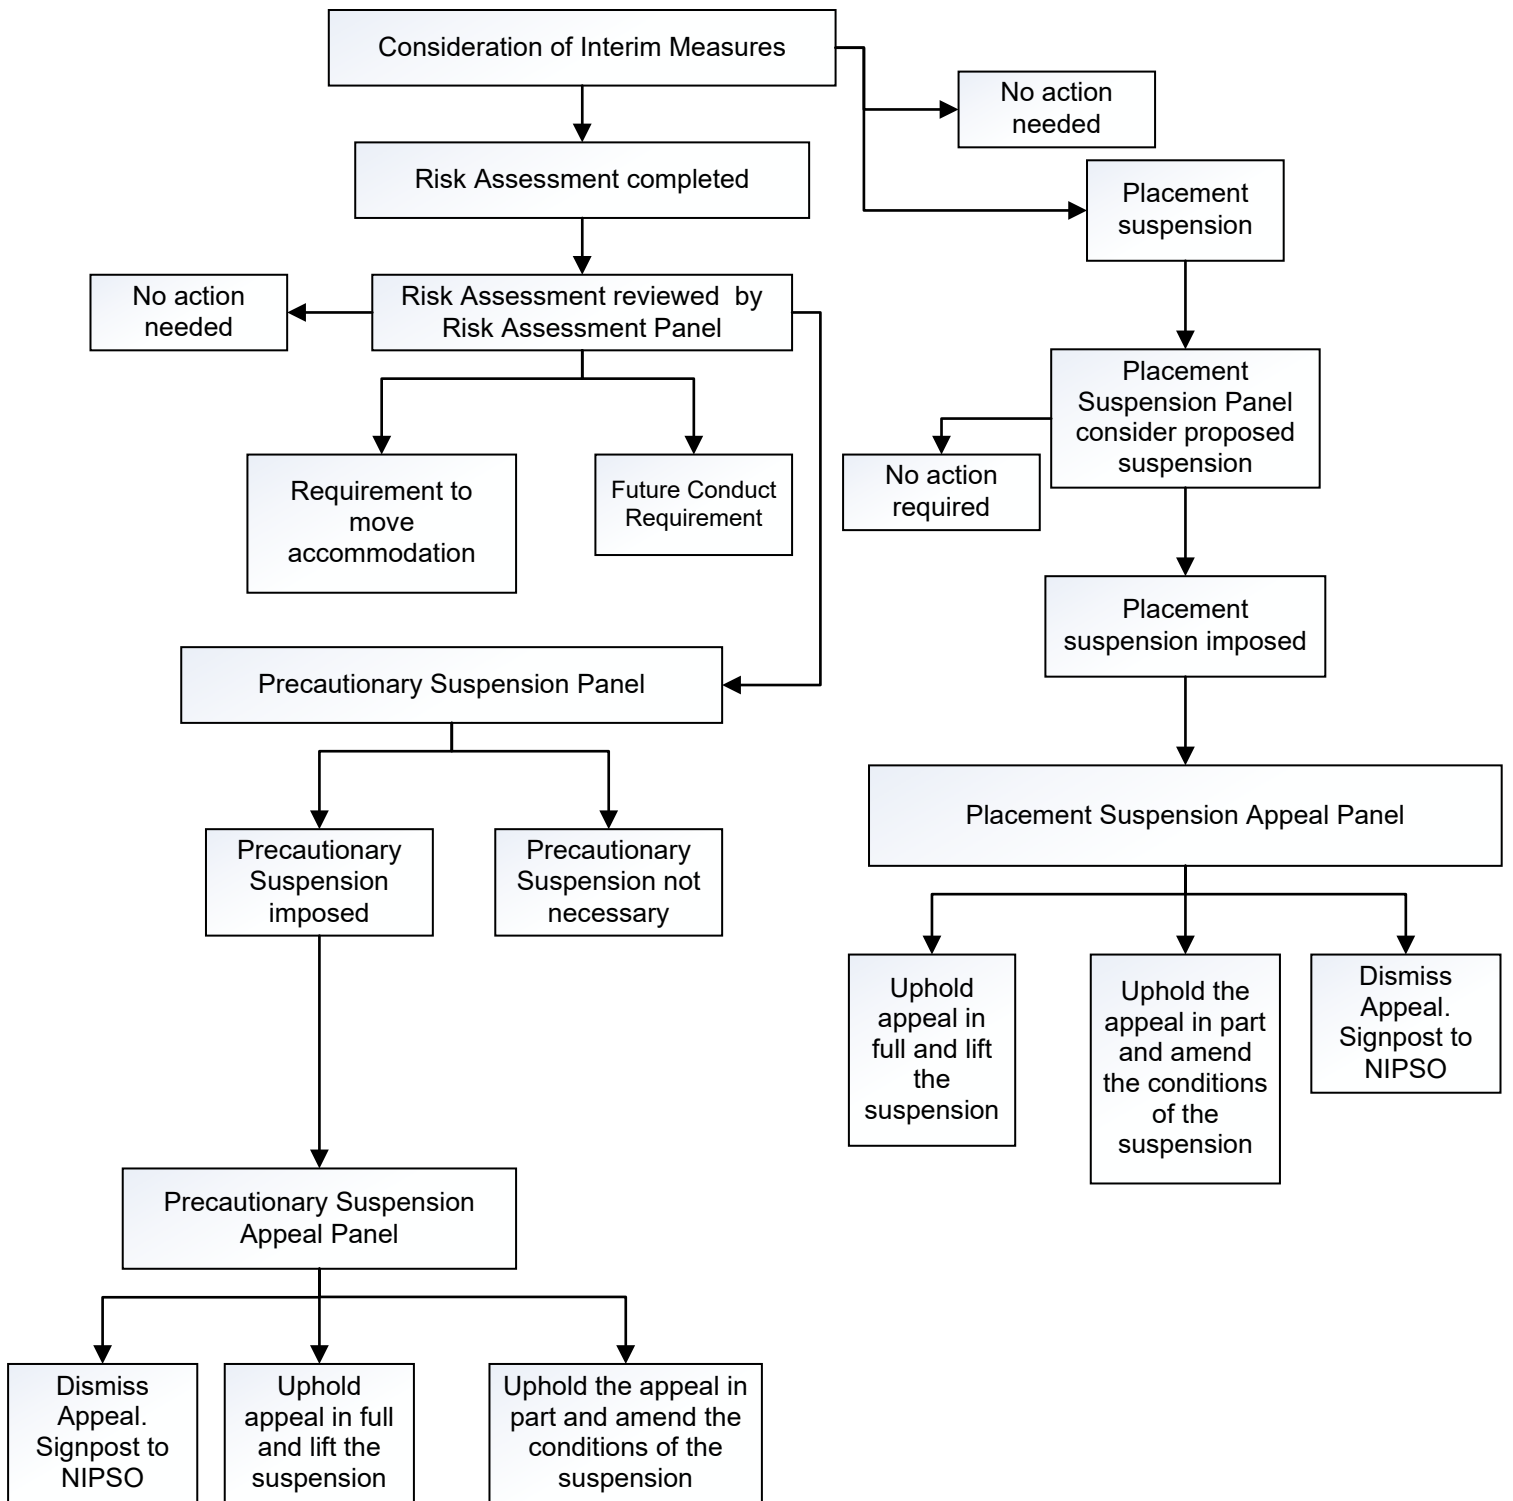 Consideration of Interim Measures
No action
needed
Risk Assessment completed
Placement
suspension
No action
needed
Risk Assessment reviewed  by
Risk Assessment Panel
Placement
Suspension Panel
consider proposed
suspension
Requirement to
move
accommodation
Future Conduct
Requirement
No action
required
Placement
suspension imposed
Precautionary Suspension Panel
Placement Suspension Appeal Panel
Precautionary
Suspension
imposed
Precautionary
Suspension not
necessary
Uphold
appeal in
full and lift
the
suspension
Uphold the
appeal in part
and amend
the conditions
of the
suspension
Dismiss
Appeal.
Signpost to
NIPSO
Precautionary Suspension
Appeal Panel
Dismiss
Appeal.
Signpost to
NIPSO
Uphold
appeal in full
and lift the
suspension
Uphold the appeal in
part and amend the
conditions of the
suspension